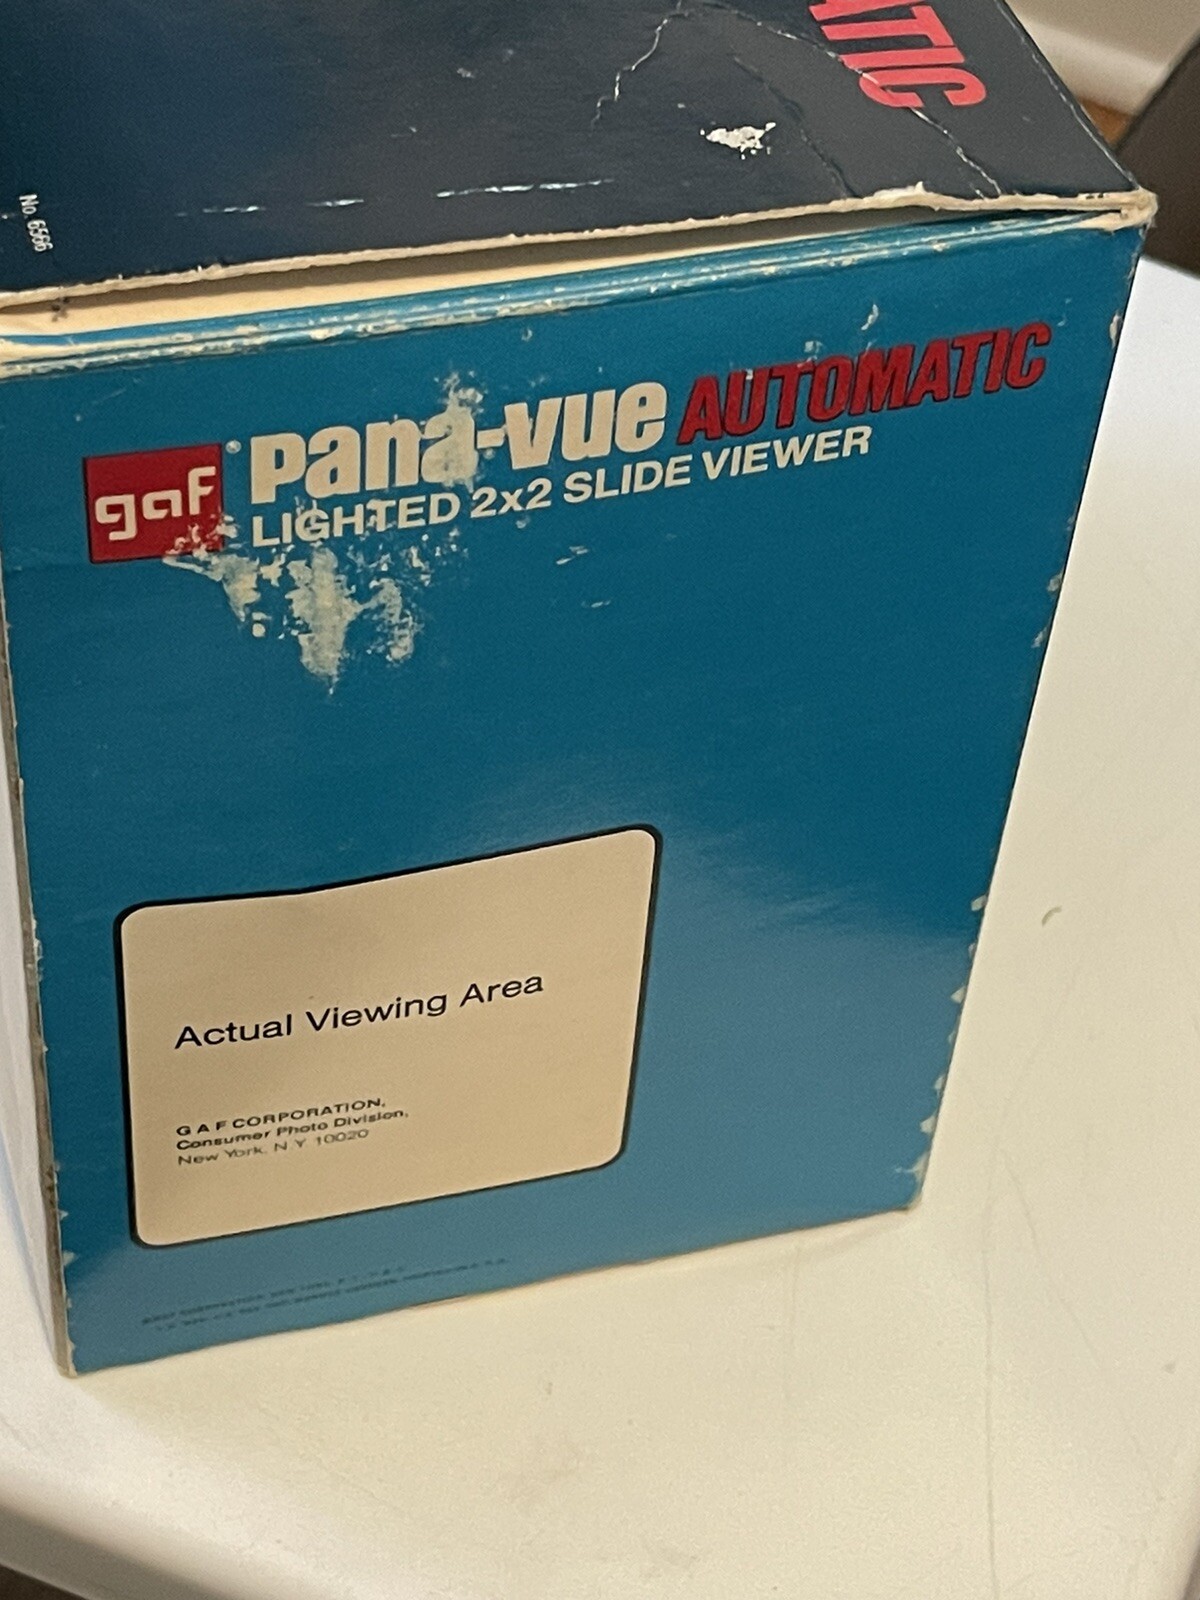 ATIC
No. 6566
gaf® pana-vue AUTOMATIC
LIGHTED 2x2 SLIDE VIEWER
Actual Viewing Area
G A F CORPORATION,
Consumer Photo Division,
New York, N Y 10020